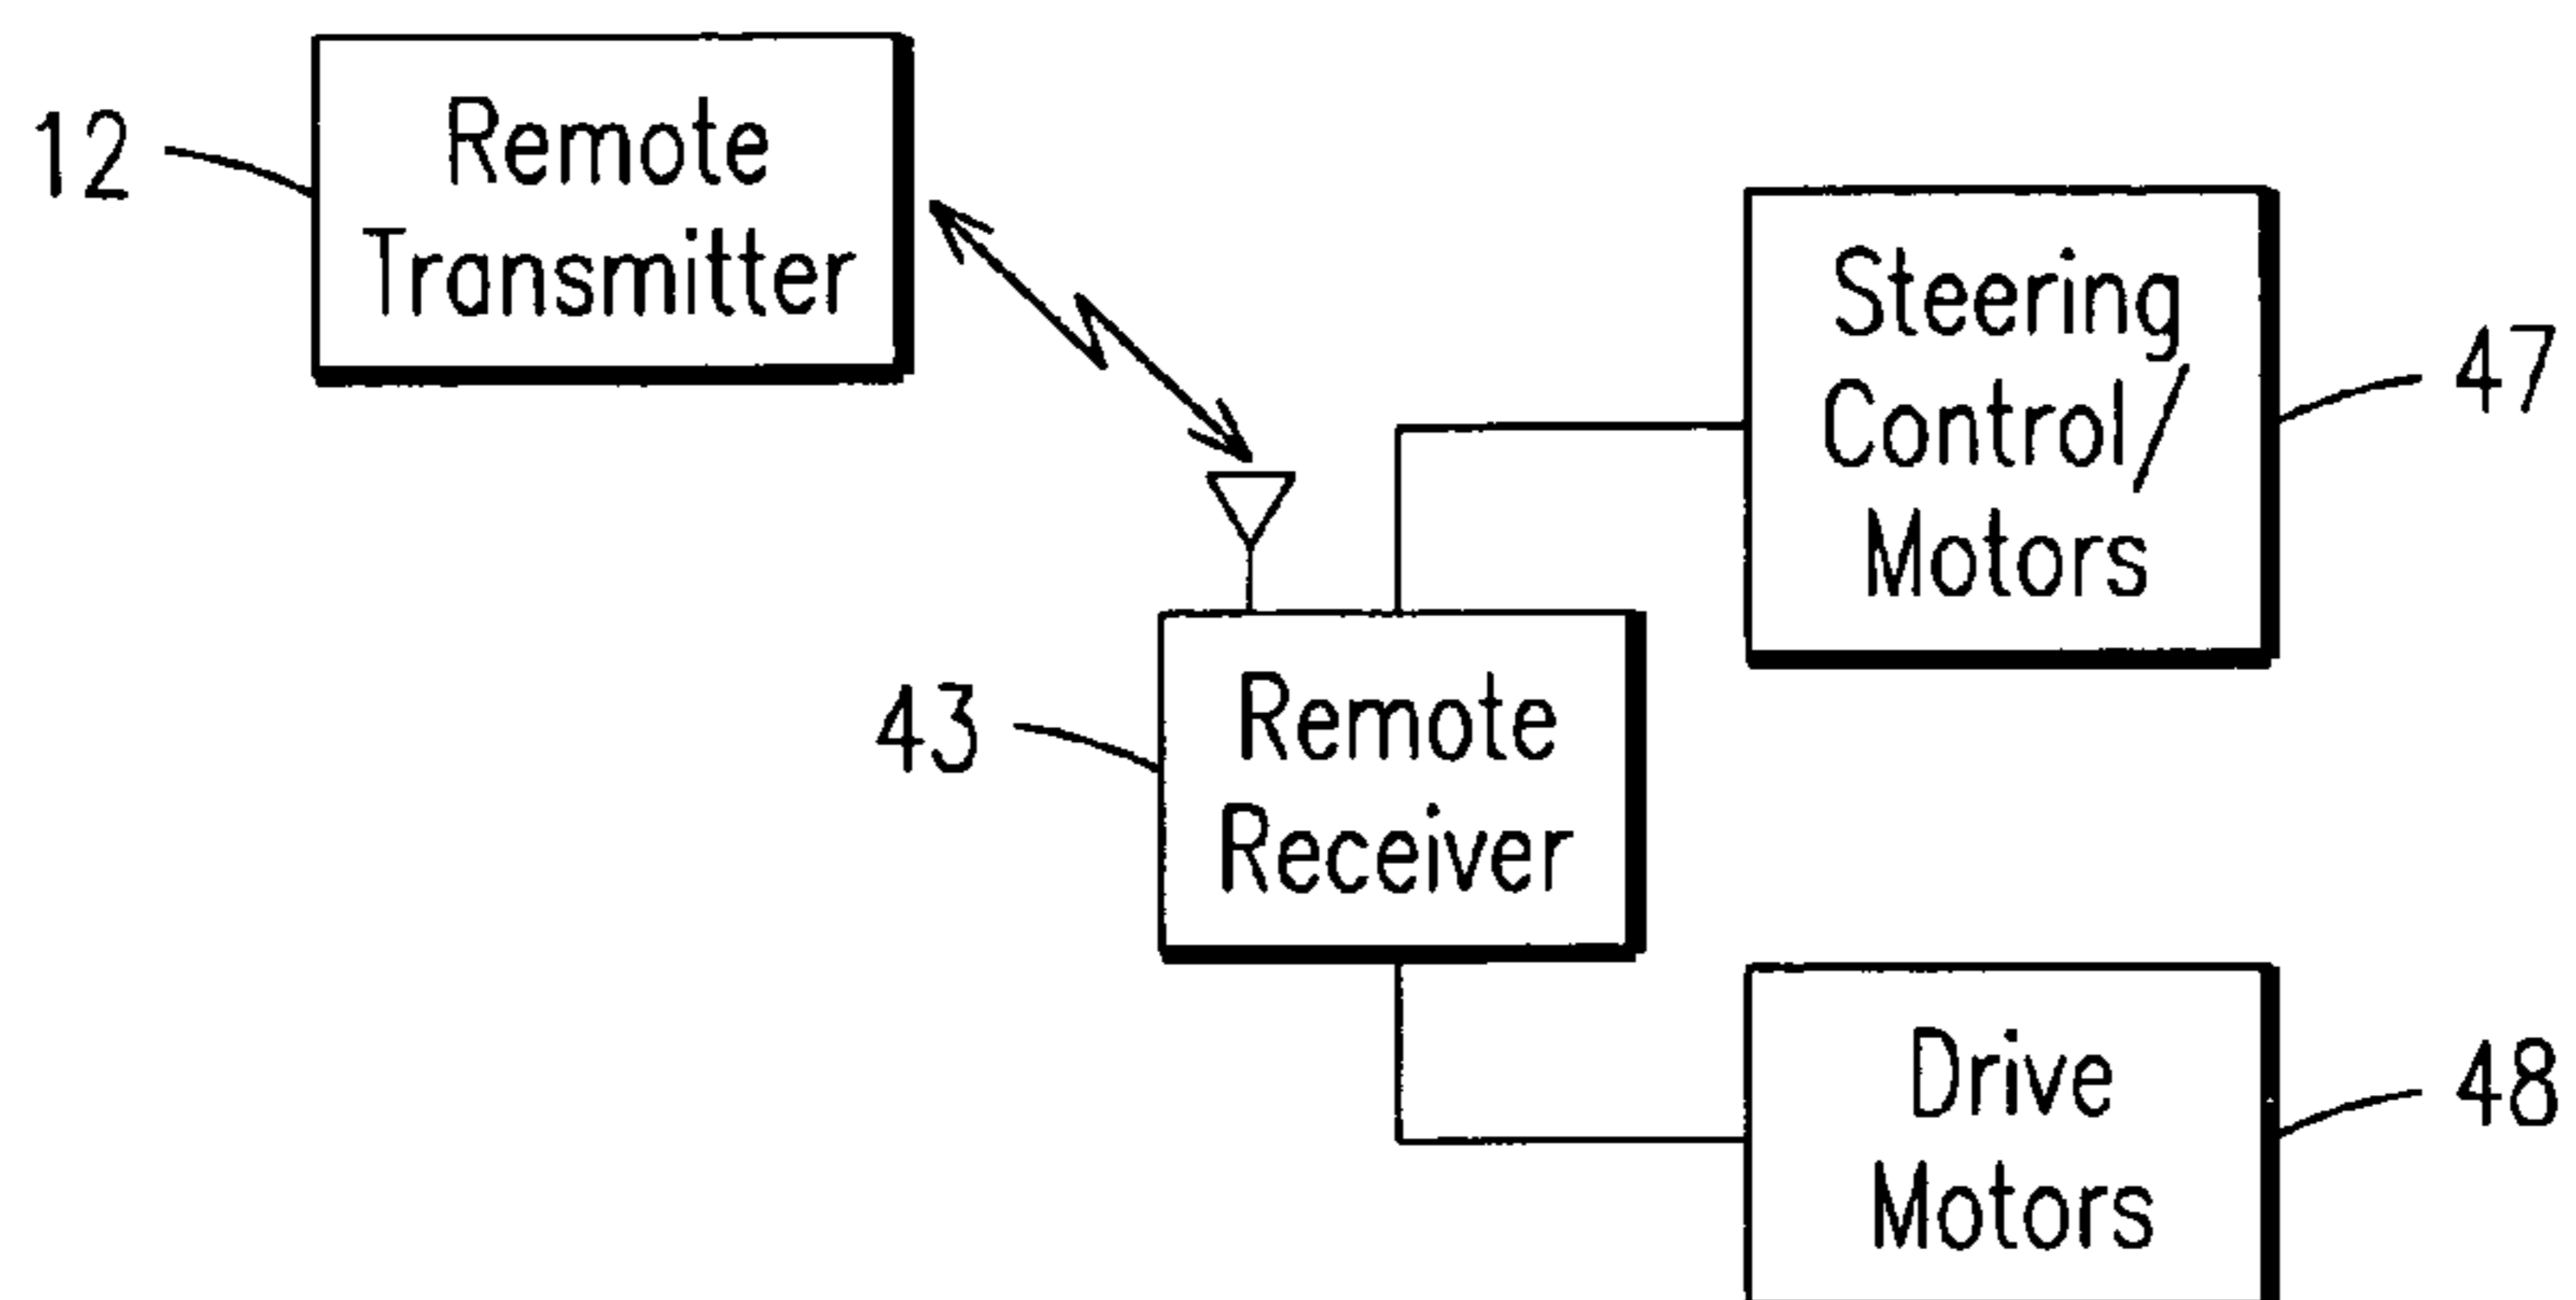 12
Remote
Transmitter
Steering
Control/
Motors
47
43
Remote
Receiver
Drive
Motors
48